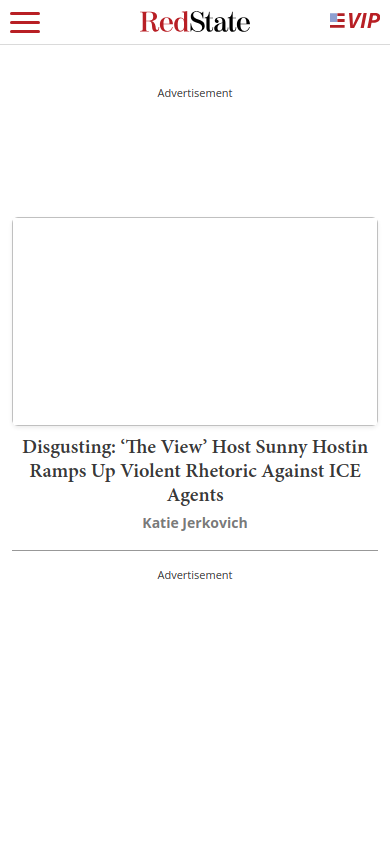 RedState
VIP
Advertisement
Disgusting: ‘The View’ Host Sunny Hostin
Ramps Up Violent Rhetoric Against ICE
Agents
Katie Jerkovich
Advertisement